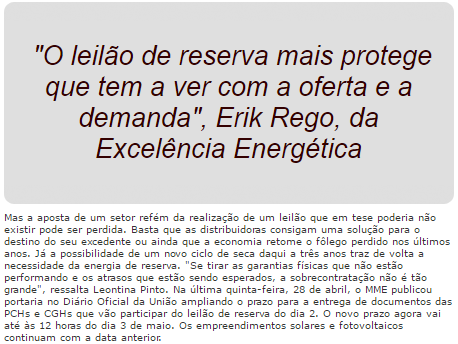 "O leilão de reserva mais protege
que tem a ver com a oferta e a
demanda", Erik Rego, da
Excelência Energética
Mas a aposta de um setor refém da realização de um leilão que em tese poderia não
existir pode ser perdida. Basta que as distribuidoras consigam uma solução para o
destino do seu excedente ou ainda que a economia retome o fôlego perdido nos últimos
anos. Já a possibilidade de um novo ciclo de seca daqui a três anos traz de volta a
necessidade da energia de reserva. "Se tirar as garantias físicas que não estão
performando e os atrasos que estão sendo esperados, a sobrecontratação não é tão
grande", ressalta Leontina Pinto. Na última quinta-feira, 28 de abril, o MME publicou
portaria no Diário Oficial da União ampliando o prazo para a entrega de documentos das
PCHs e CGHs que vão participar do leilão de reserva do dia 2. O novo prazo agora vai
até às 12 horas do dia 3 de maio. Os empreendimentos solares e fotovoltaicos
continuam com a data anterior.